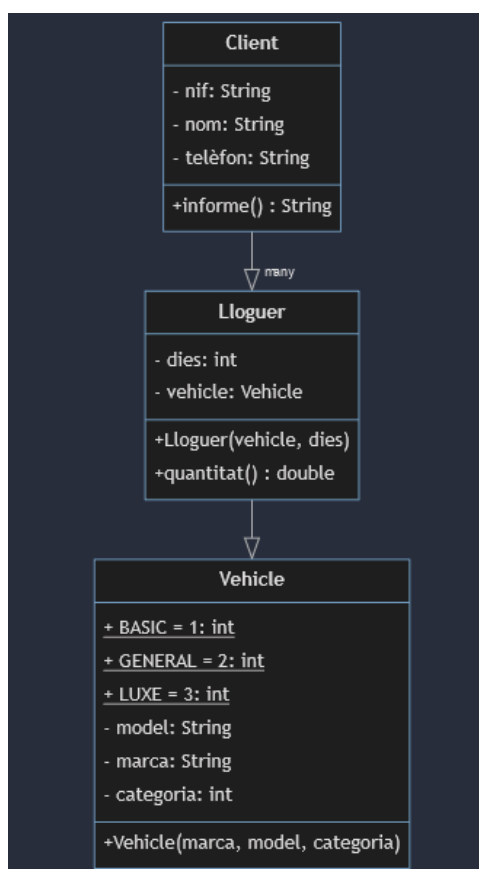 Client
- nif: String
- nom: String
- telèfon: String
+informe() : String
many
Lloguer
- dies: int
- vehicle: Vehicle
+Lloguer(vehicle, dies)
+quantitat() : double
Vehicle
+ BASIC = 1: int
+ GENERAL = 2: int
+ LUXE = 3: int
- model: String
- marca: String
- categoria: int
+Vehicle(marca, model, categoria)